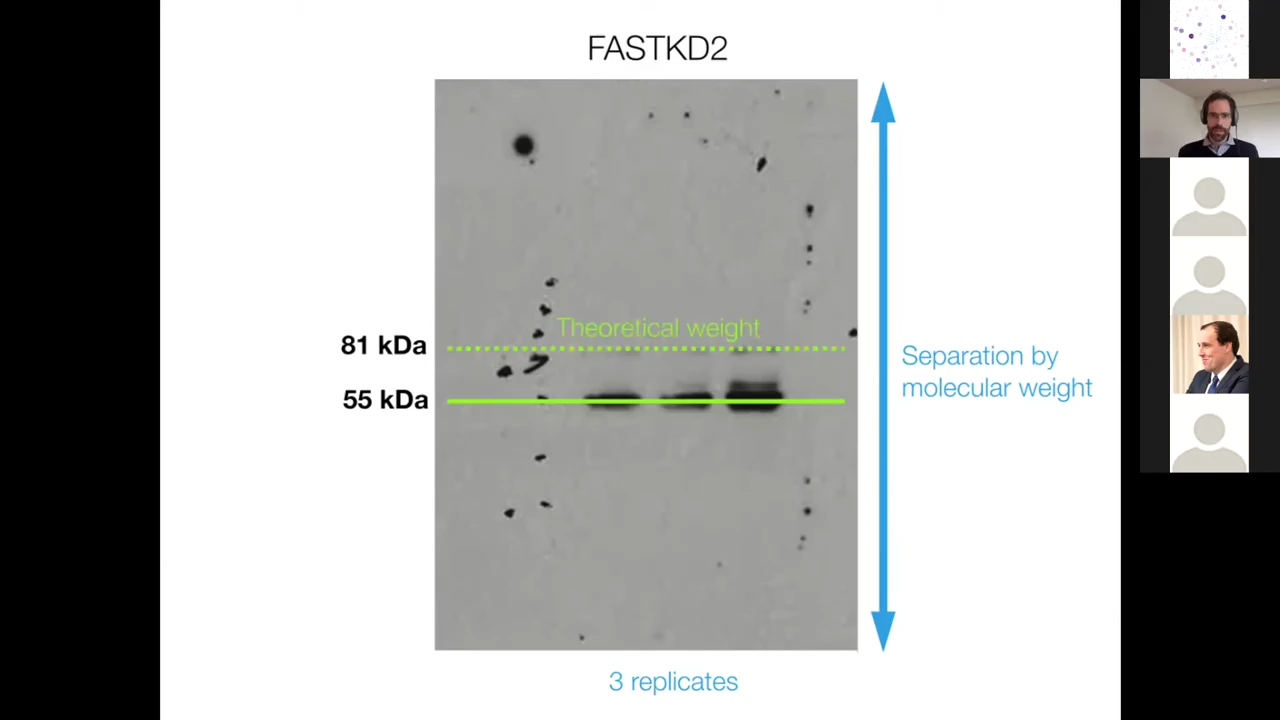 FASTKD2
Theoretical weight
81 kDa
55 kDa
Separation by
molecular weight
3 replicates